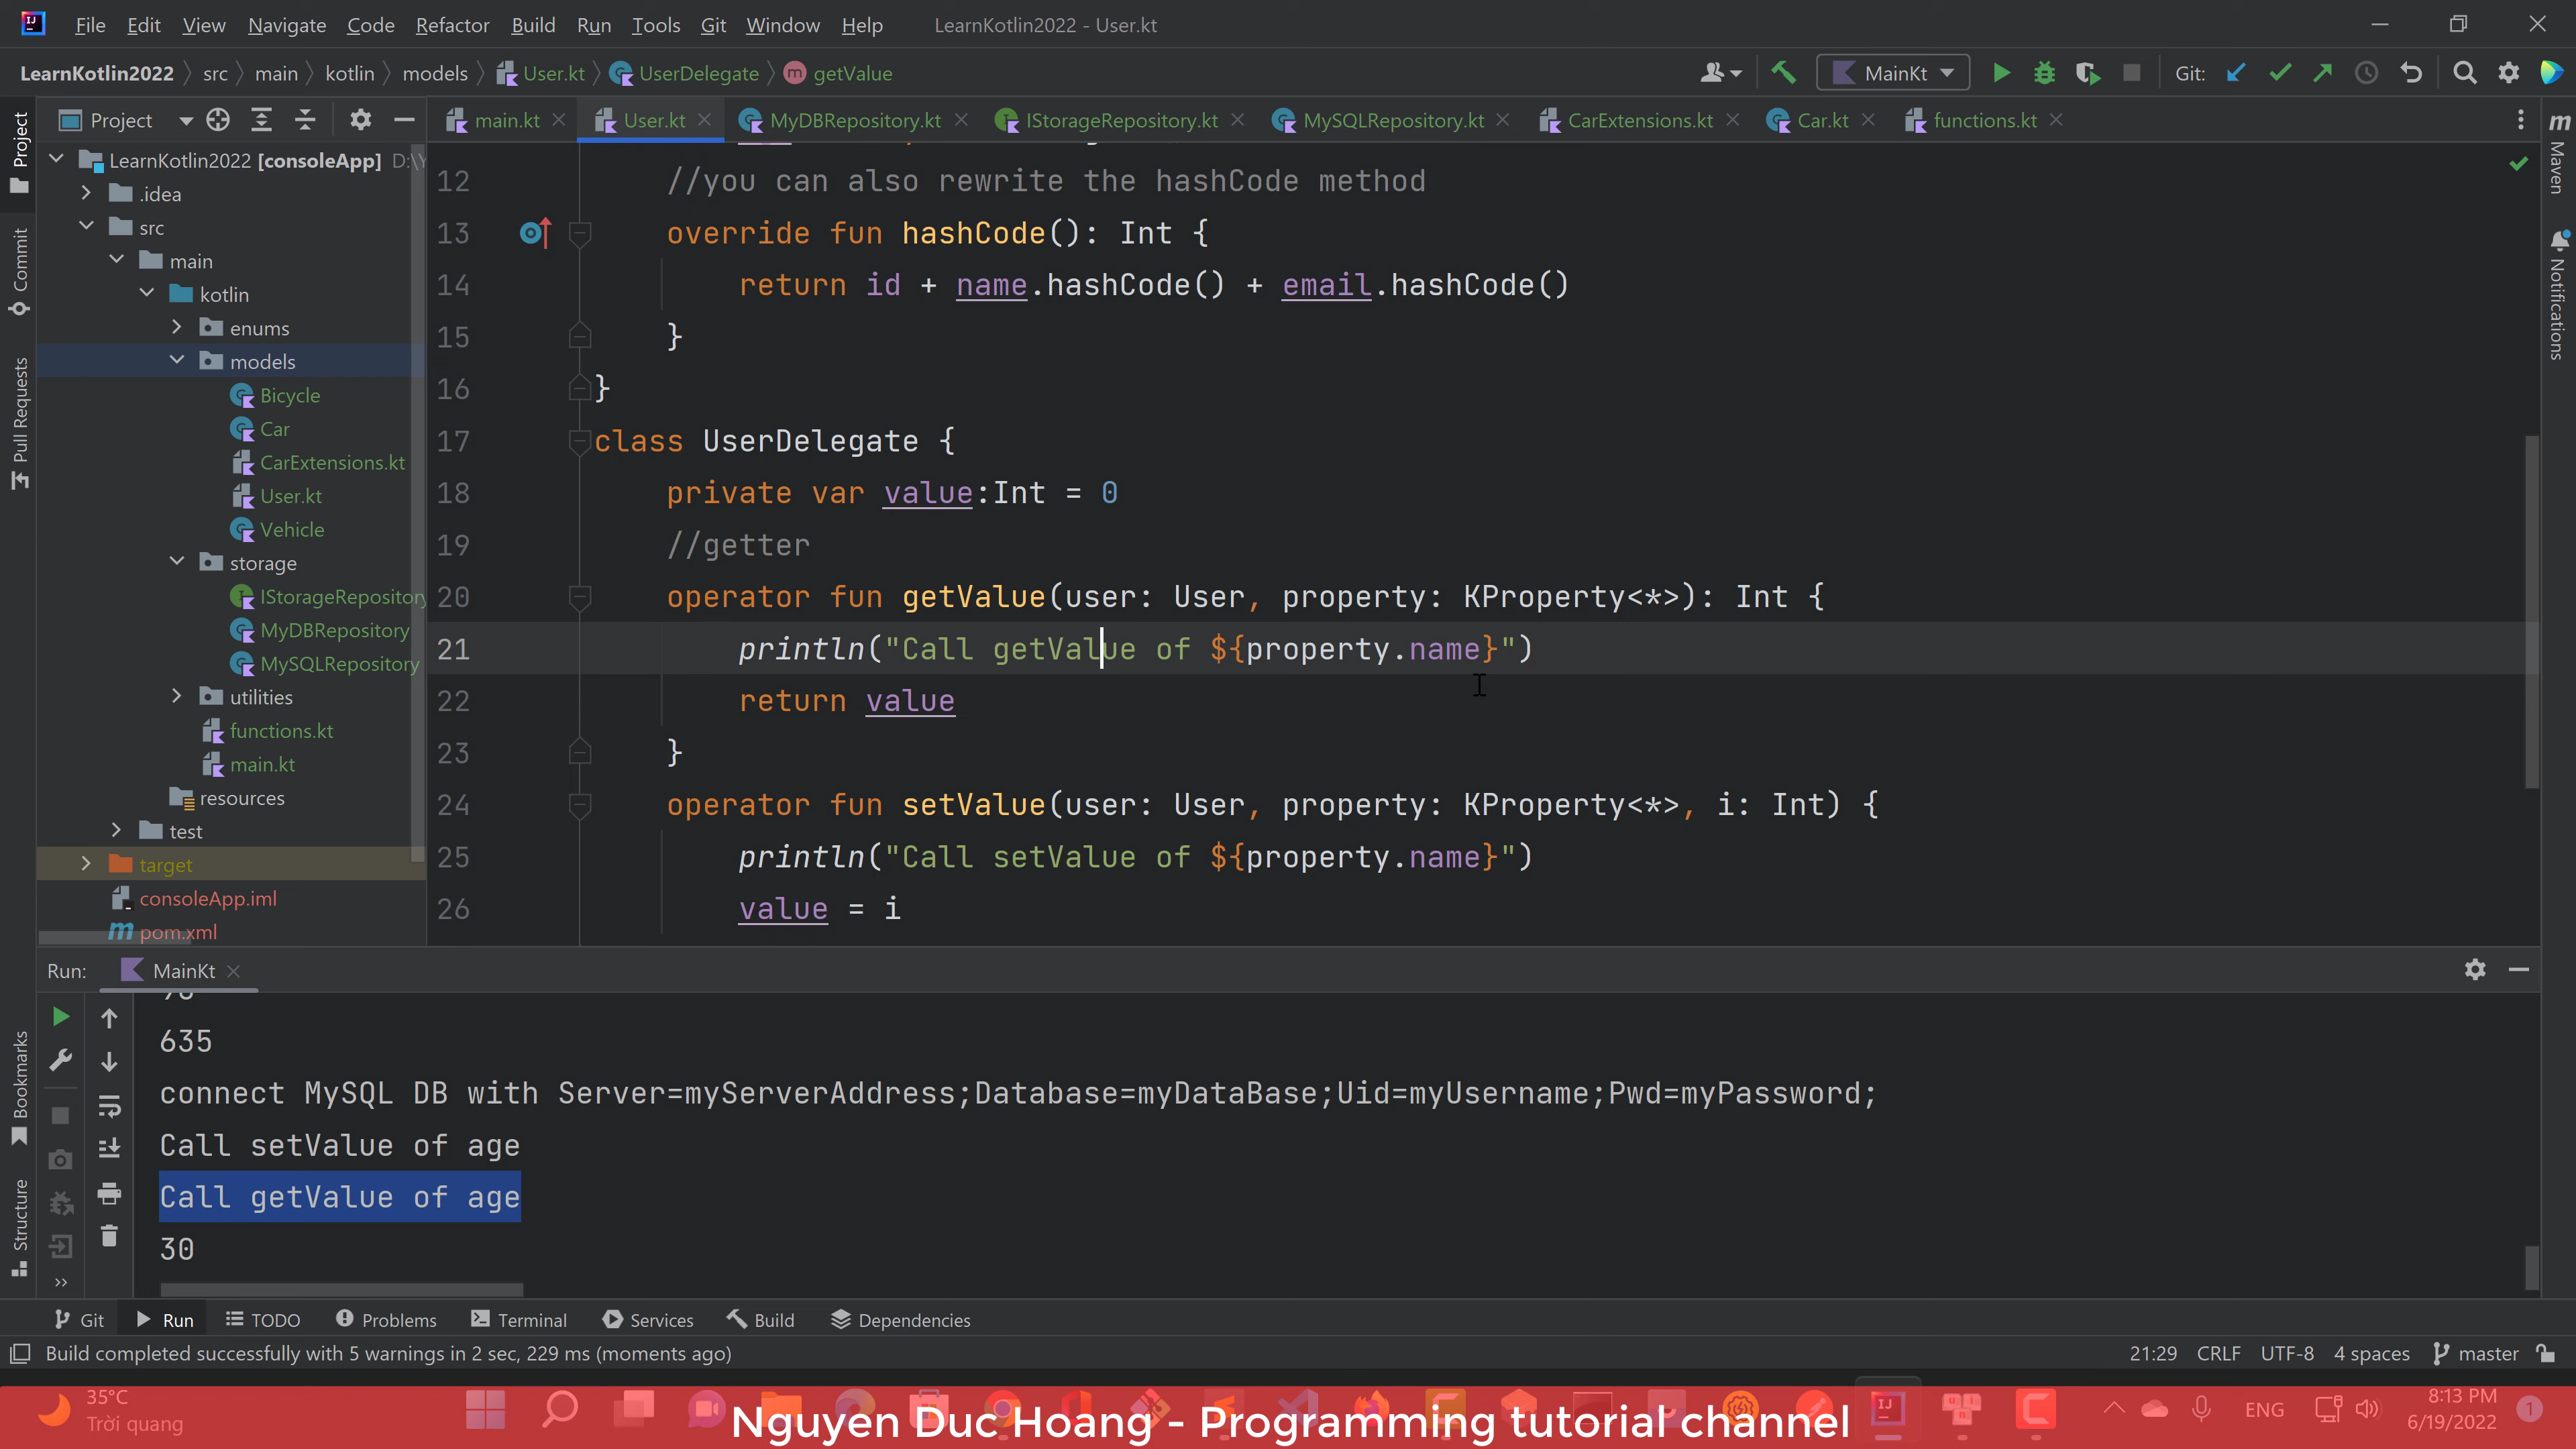 File Edit View Navigate Code Refactor Build Run Tools Git Window Help LearnKotlin2022 - User.kt
LearnKotlin2022 src main kotlin models User.kt UserDelegate getValue MainKt Git:
Project main.kt User.kt MyDBRepository.kt IStorageRepository.kt MySQLRepository.kt CarExtensions.kt Car.kt functions.kt
LearnKotlin2022 [consoleApp] D:\Y
.idea
src
main
kotlin
enums
models
Bicycle
Car
CarExtensions.kt
User.kt
Vehicle
storage
IStorageRepository
MyDBRepository
MySQLRepository
utilities
functions.kt
main.kt
resources
test
target
consoleApp.iml
pom.xml
12 //you can also rewrite the hashCode method
13 override fun hashCode(): Int {
14 return id + name.hashCode() + email.hashCode()
15 }
16 }
17 class UserDelegate {
18 private var value:Int = 0
19 //getter
20 operator fun getValue(user: User, property: KProperty<*>): Int {
21 println("Call getValue of ${property.name}")
22 return value
23 }
24 operator fun setValue(user: User, property: KProperty<*>, i: Int) {
25 println("Call setValue of ${property.name}")
26 value = i
Project
Commit
Pull Requests
Bookmarks
Structure
Maven
Notifications
Run: MainKt
635
connect MySQL DB with Server=myServerAddress;Database=myDataBase;Uid=myUsername;Pwd=myPassword;
Call setValue of age
Call getValue of age
30
Git Run TODO Problems Terminal Services Build Dependencies
Build completed successfully with 5 warnings in 2 sec, 229 ms (moments ago) 21:29 CRLF UTF-8 4 spaces master
35°C
Trời quang
Nguyen Duc Hoang - Programming tutorial channel
ENG
8:13 PM
6/19/2022
1